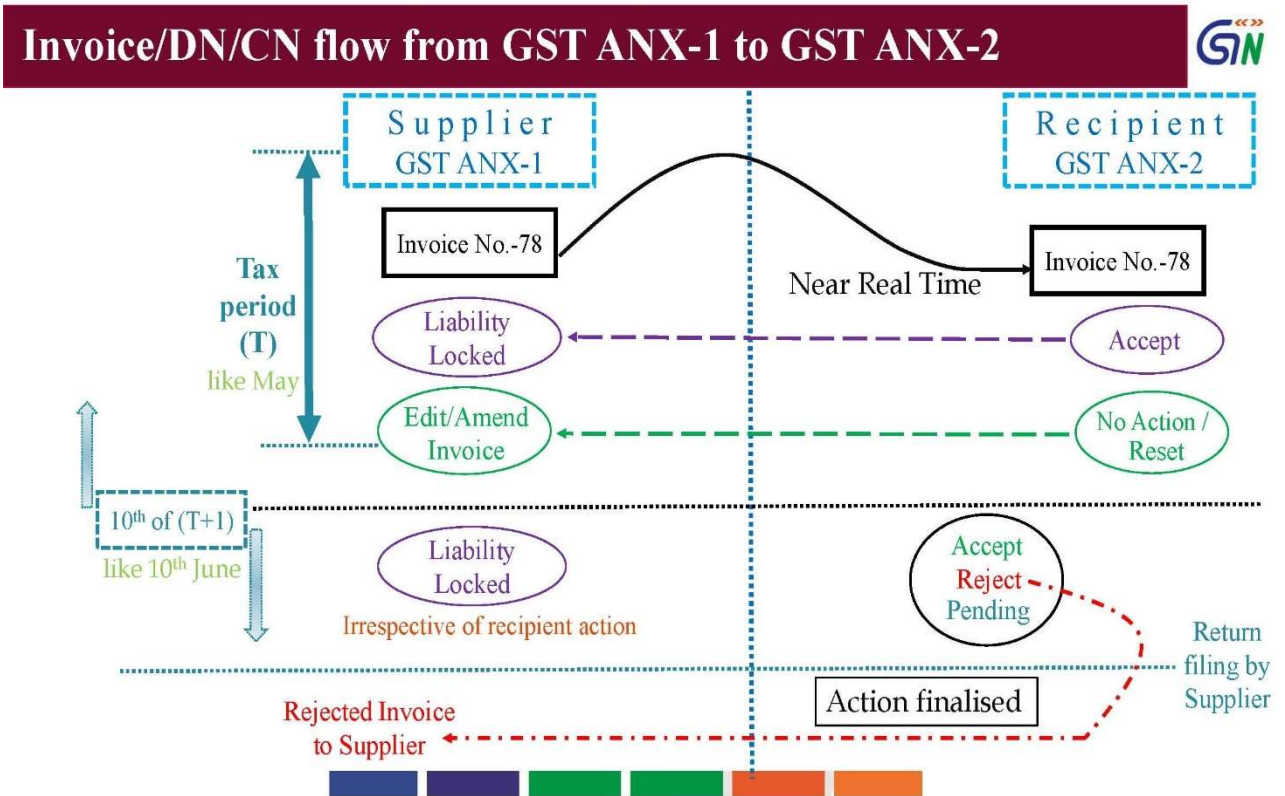 Invoice/DN/CN flow from GST ANX-1 to GST ANX-2
GSTN
Supplier
GST ANX-1
Recipient
GST ANX-2
Invoice No.-78
Invoice No.-78
Near Real Time
Tax
period
(T)
like May
Liability
Locked
Accept
Edit/Amend
Invoice
No Action /
Reset
10th of (T+1)
like 10th June
Liability
Locked
Irrespective of recipient action
Accept
Reject
Pending
Return
filing by
Supplier
Action finalised
Rejected Invoice
to Supplier